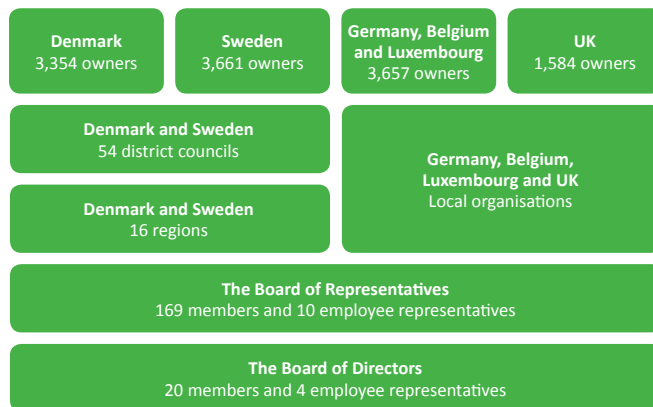 Denmark
3,354 owners
Sweden
3,661 owners
Germany, Belgium
and Luxembourg
3,657 owners
UK
1,584 owners
Denmark and Sweden
54 district councils
Germany, Belgium,
Luxembourg and UK
Local organisations
Denmark and Sweden
16 regions
The Board of Representatives
169 members and 10 employee representatives
The Board of Directors
20 members and 4 employee representatives